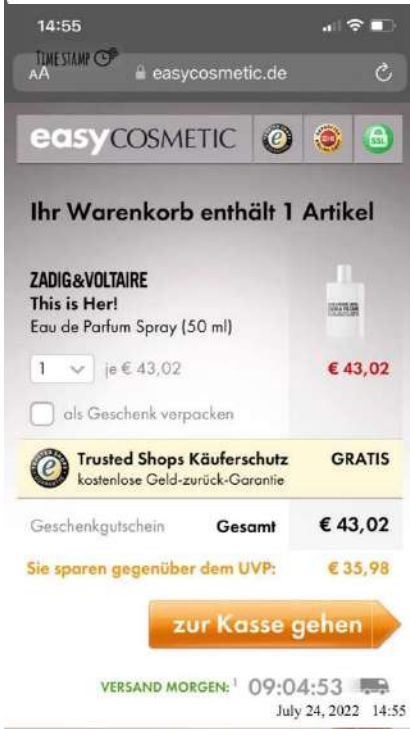 14:55
TIME STAMP
AA easycosmetic.de
easyCOSMETIC e SSL
Ihr Warenkorb enthält 1 Artikel
ZADIG&VOLTAIRE
This is Her!
Eau de Parfum Spray (50 ml)
1 je € 43,02 € 43,02
als Geschenk verpacken
Trusted Shops Käuferschutz GRATIS
kostenlose Geld-zurück-Garantie
Geschenkgutschein Gesamt € 43,02
Sie sparen gegenüber dem UVP: € 35,98
zur Kasse gehen
VERSAND MORGEN: ¹ 09:04:53
July 24, 2022 14:55